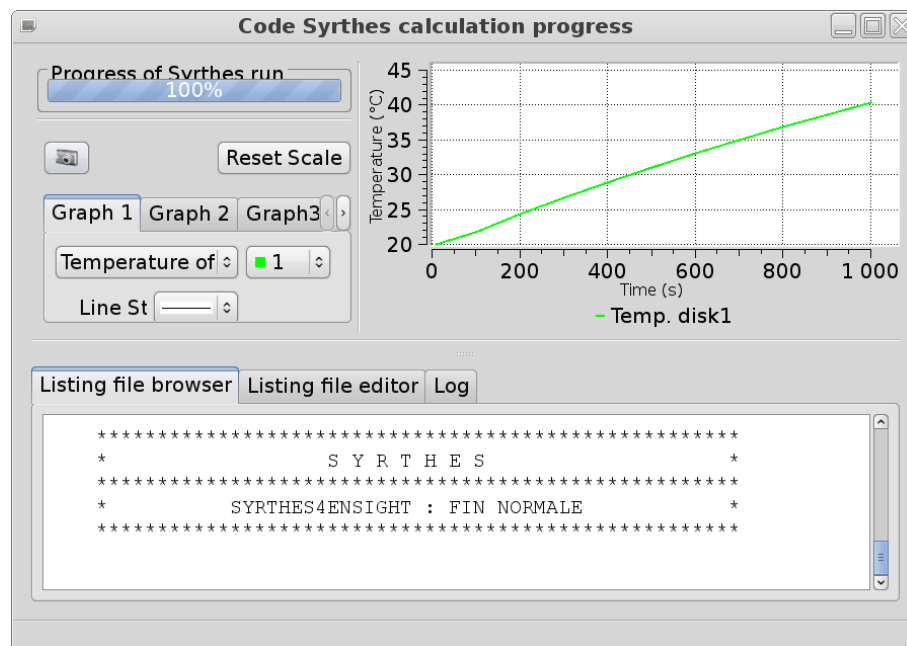 Code Syrthes calculation progress
Progress of Syrthes run
100%
Reset Scale
Graph 1 Graph 2 Graph3
Temperature of 1
Line St
45
40
35
30
25
20
Temperature (°C)
0 200 400 600 800 1 000
Time (s)
Temp. disk1
Listing file browser Listing file editor Log
*****************************************************
* S Y R T H E S *
*****************************************************
* SYRTHES4ENSIGHT : FIN NORMALE *
*****************************************************